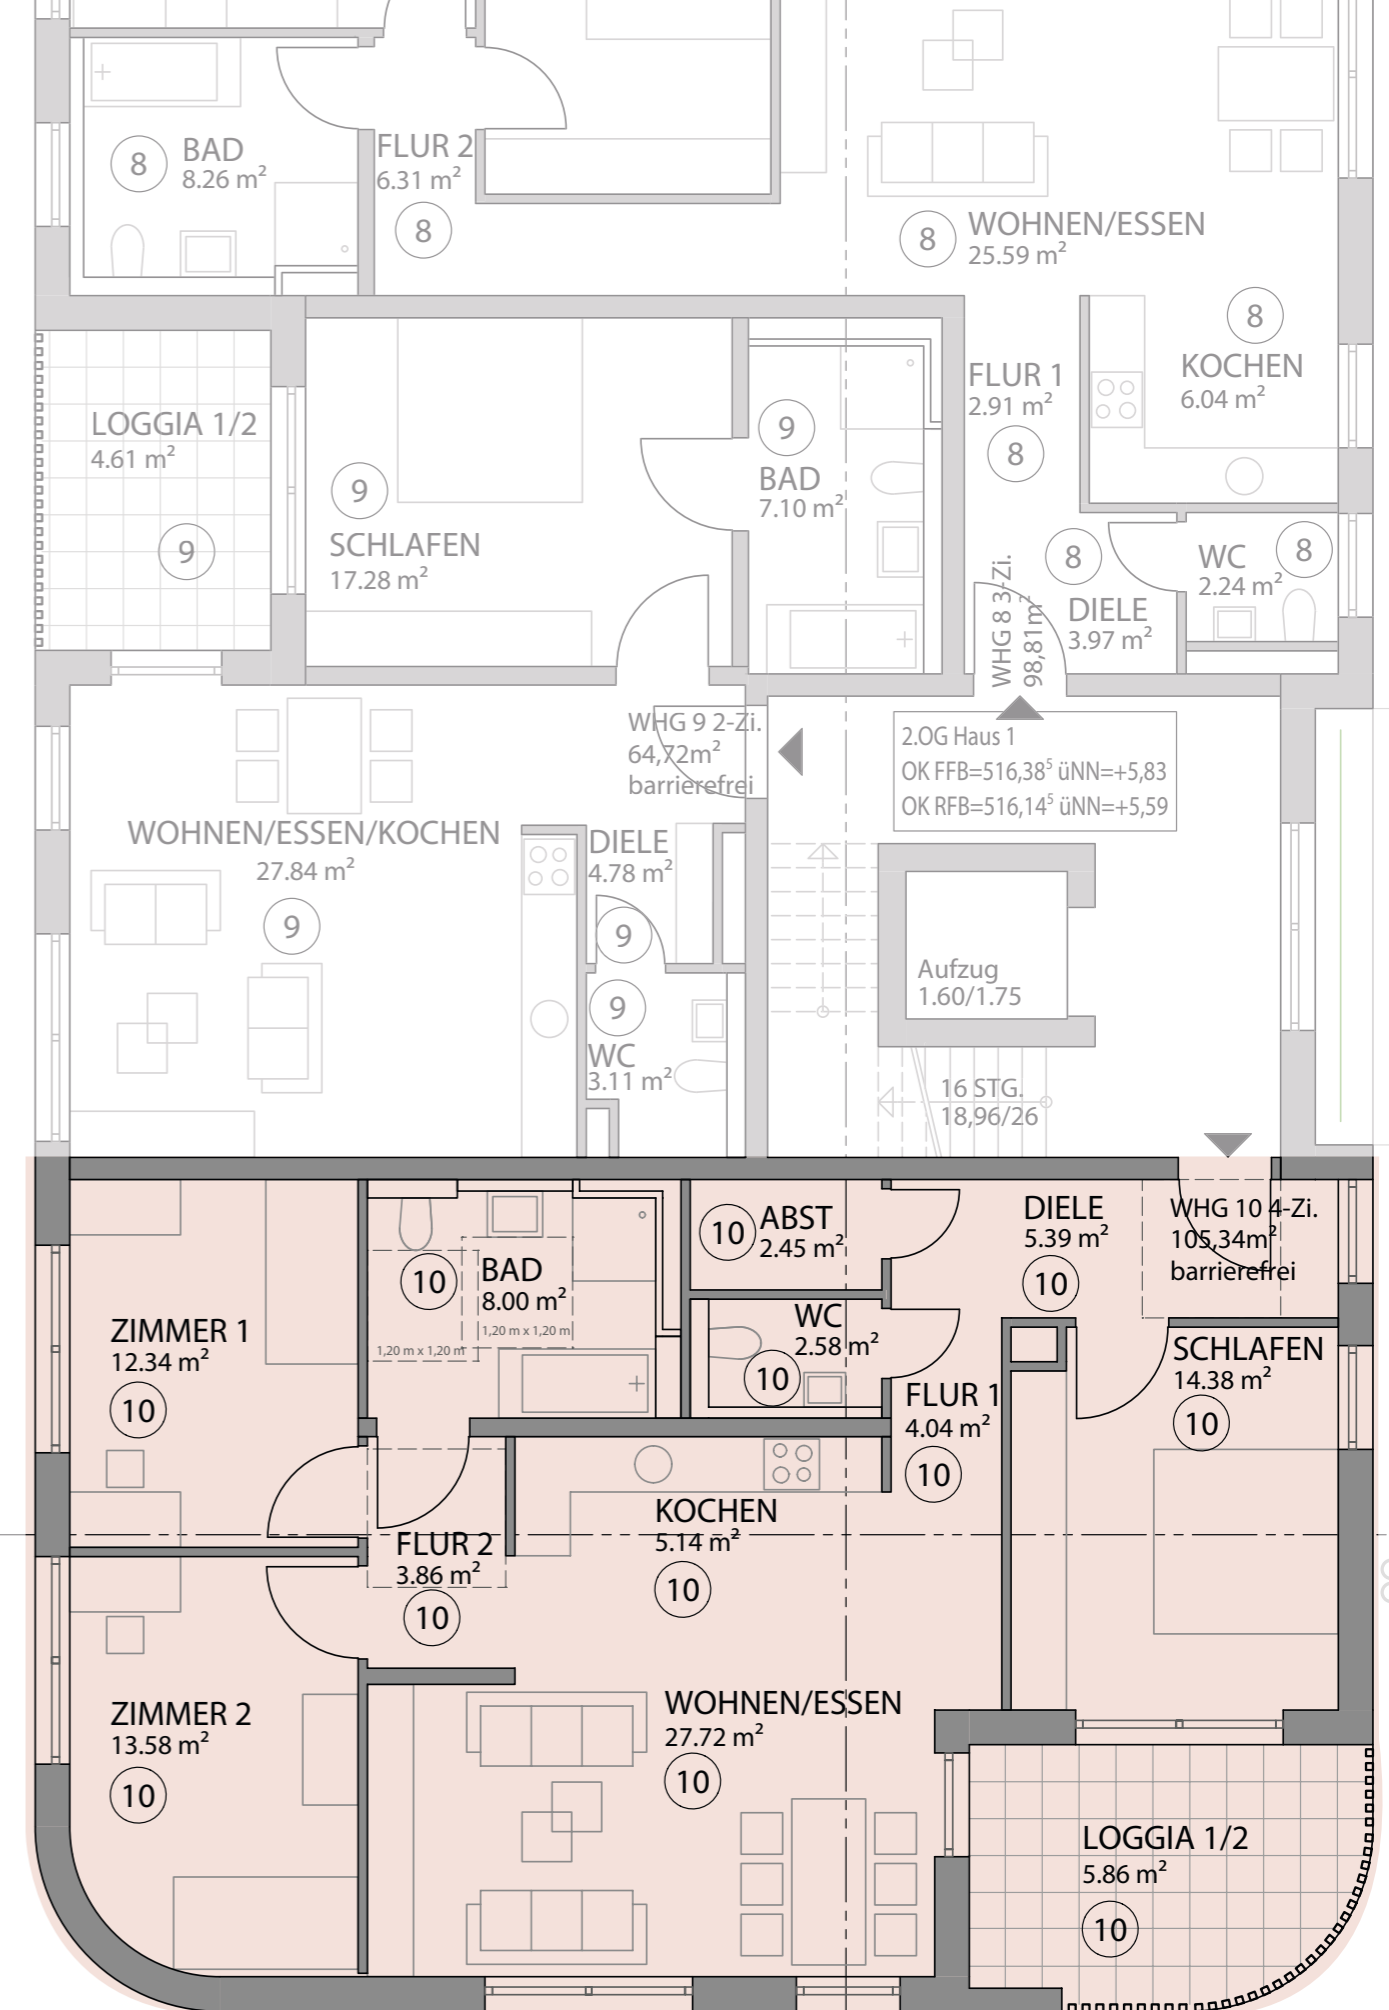 8
BAD
8.26 m²
FLUR 2
6.31 m²
8
8
WOHNEN/ESSEN
25.59 m²
8
KOCHEN
6.04 m²
FLUR 1
2.91 m²
8
LOGGIA 1/2
4.61 m²
9
9
SCHLAFEN
17.28 m²
9
BAD
7.10 m²
WHG 8 3-Zi.
98,81m²
8
DIELE
3.97 m²
WC
2.24 m²
8
WHG 9 2-Zi.
64,72m²
barrierefrei
2.OG Haus 1
OK FFB=516,38⁵ üNN=+5,83
OK RFB=516,14⁵ üNN=+5,59
WOHNEN/ESSEN/KOCHEN
27.84 m²
9
DIELE
4.78 m²
9
9
WC
3.11 m²
Aufzug
1.60/1.75
16 STG.
18,96/26
ZIMMER 1
12.34 m²
10
10
BAD
8.00 m²
1,20 m x 1,20 m
1,20 m x 1,20 m
10
ABST
2.45 m²
WC
2.58 m²
10
DIELE
5.39 m²
10
WHG 10 4-Zi.
105,34m²
barrierefrei
SCHLAFEN
14.38 m²
10
FLUR 1
4.04 m²
10
KOCHEN
5.14 m²
10
FLUR 2
3.86 m²
10
ZIMMER 2
13.58 m²
10
WOHNEN/ESSEN
27.72 m²
10
LOGGIA 1/2
5.86 m²
10